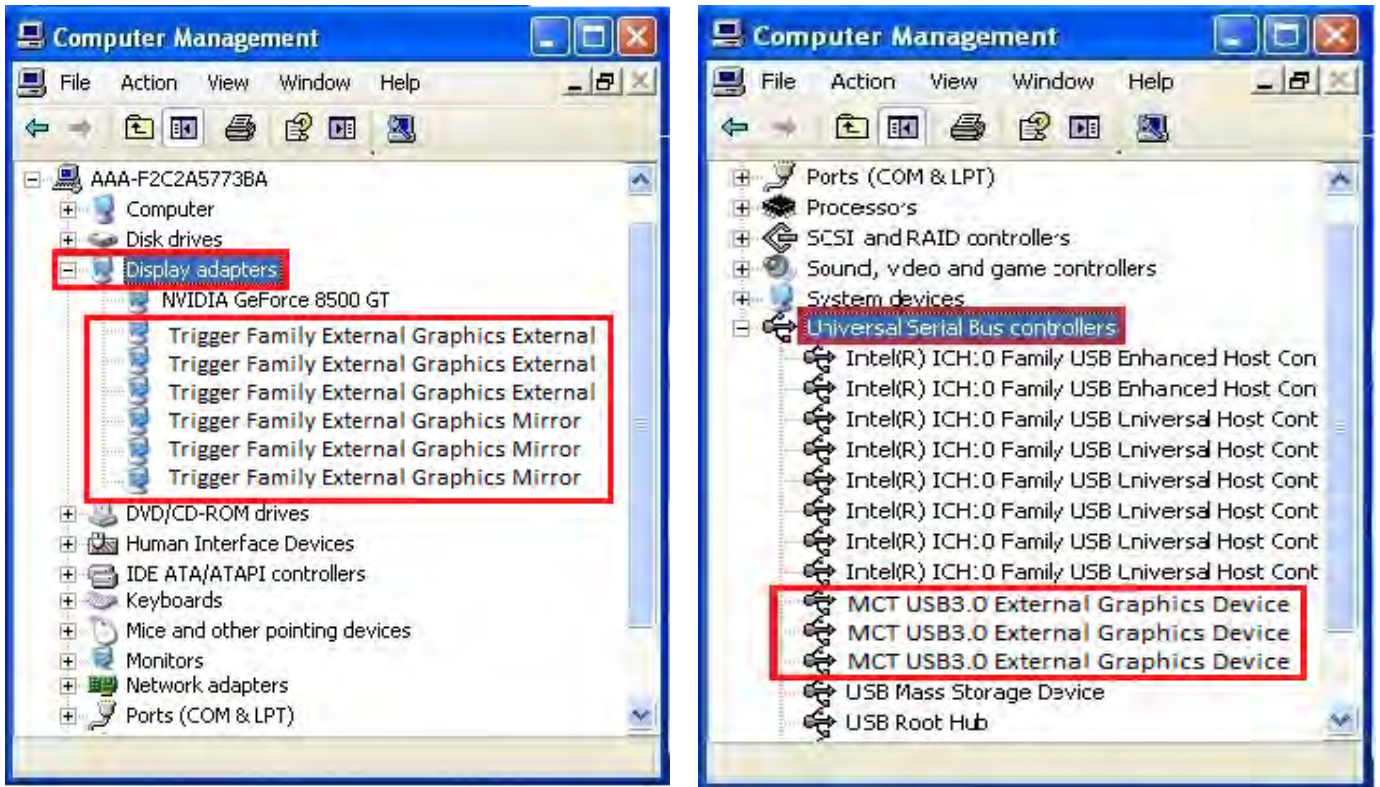 Computer Management
File Action View Window Help
AAA-F2C2A5773BA
Computer
Disk drives
Display adapters
NVIDIA GeForce 8500 GT
Trigger Family External Graphics External
Trigger Family External Graphics External
Trigger Family External Graphics External
Trigger Family External Graphics Mirror
Trigger Family External Graphics Mirror
Trigger Family External Graphics Mirror
DVD/CD-ROM drives
Human Interface Devices
IDE ATA/ATAPI controllers
Keyboards
Mice and other pointing devices
Monitors
Network adapters
Ports (COM & LPT)
Computer Management
File Action View Window Help
Ports (COM & LPT)
Processors
SCSI and RAID controllers
Sound, video and game controllers
System devices
Universal Serial Bus controllers
Intel(R) ICH10 Family USB Enhanced Host Con
Intel(R) ICH10 Family USB Enhanced Host Con
Intel(R) ICH10 Family USB Universal Host Cont
Intel(R) ICH10 Family USB Universal Host Cont
Intel(R) ICH10 Family USB Universal Host Cont
Intel(R) ICH10 Family USB Universal Host Cont
Intel(R) ICH10 Family USB Universal Host Cont
Intel(R) ICH10 Family USB Universal Host Cont
MCT USB3.0 External Graphics Device
MCT USB3.0 External Graphics Device
MCT USB3.0 External Graphics Device
USB Mass Storage Device
USB Root Hub